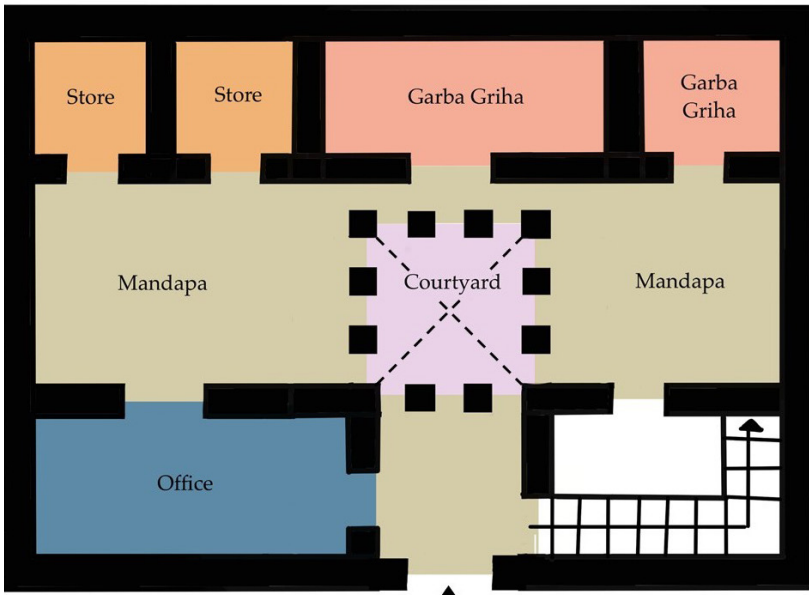 Store
Store
Garba Griha
Garba
Griha
Mandapa
Courtyard
Mandapa
Office